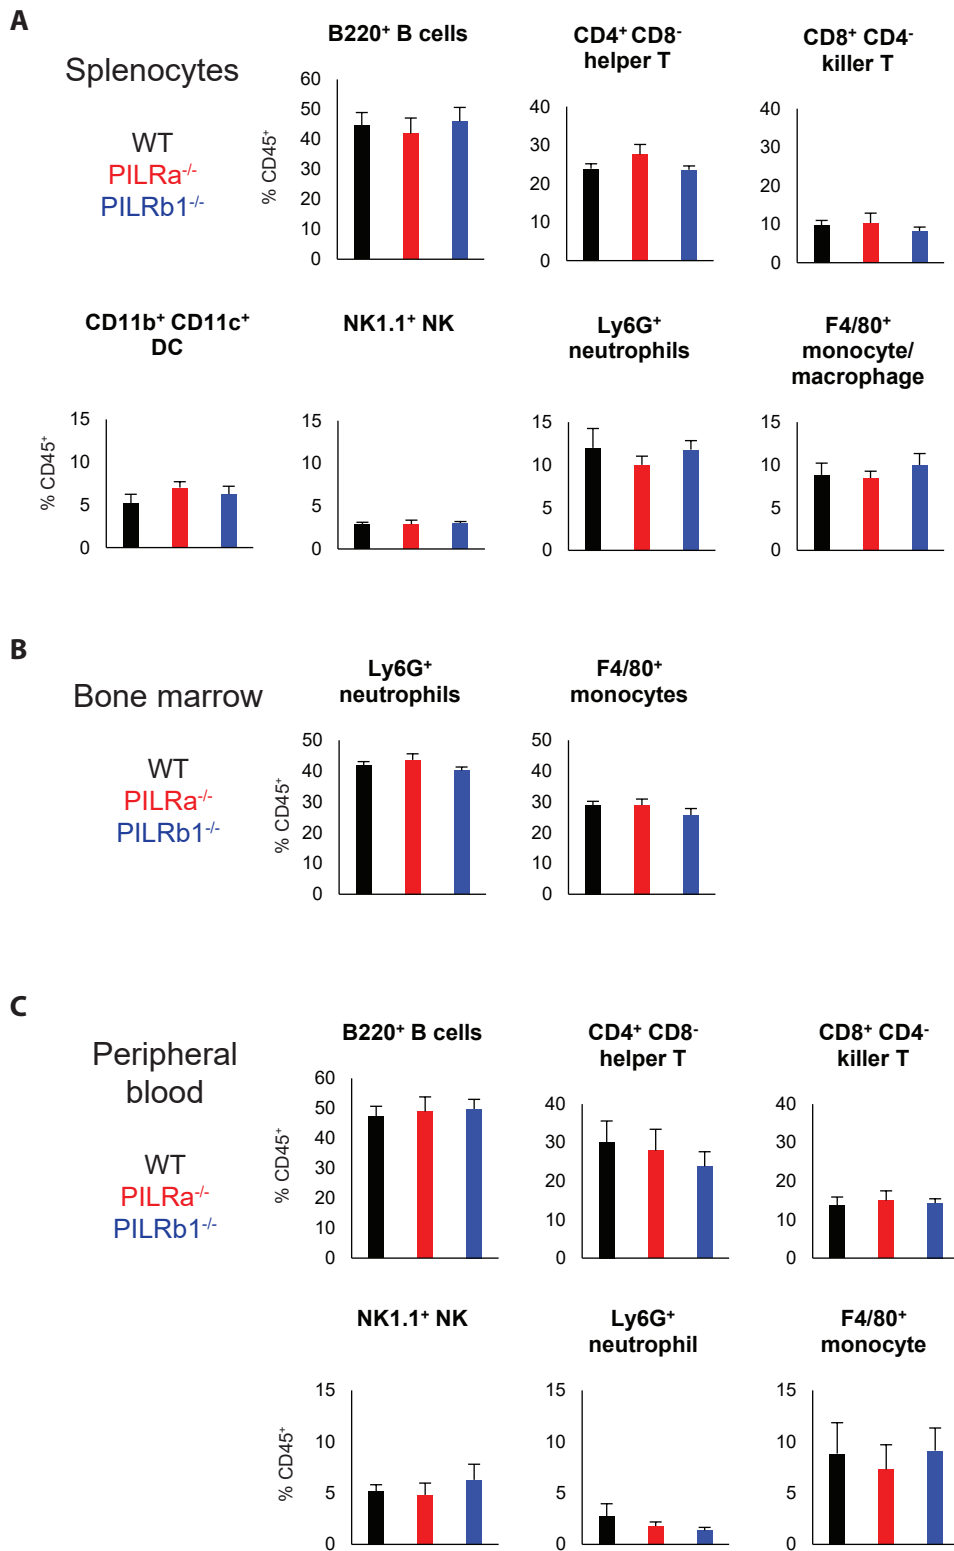 A
Splenocytes
WT
PILRa⁻/⁻
PILRb1⁻/⁻
B220⁺ B cells
% CD45⁺
60
50
40
30
20
10
0
CD4⁺ CD8⁻
helper T
40
30
20
10
0
CD8⁺ CD4⁻
killer T
40
30
20
10
0
CD11b⁺ CD11c⁺
DC
% CD45⁺
15
10
5
0
NK1.1⁺ NK
15
10
5
0
Ly6G⁺
neutrophils
15
10
5
0
F4/80⁺
monocyte/
macrophage
15
10
5
0
B
Bone marrow
WT
PILRa⁻/⁻
PILRb1⁻/⁻
Ly6G⁺
neutrophils
% CD45⁺
50
40
30
20
10
0
F4/80⁺
monocytes
50
40
30
20
10
0
C
Peripheral
blood
WT
PILRa⁻/⁻
PILRb1⁻/⁻
B220⁺ B cells
% CD45⁺
60
50
40
30
20
10
0
CD4⁺ CD8⁻
helper T
40
30
20
10
0
CD8⁺ CD4⁻
killer T
40
30
20
10
0
NK1.1⁺ NK
% CD45⁺
15
10
5
0
Ly6G⁺
neutrophil
15
10
5
0
F4/80⁺
monocyte
15
10
5
0